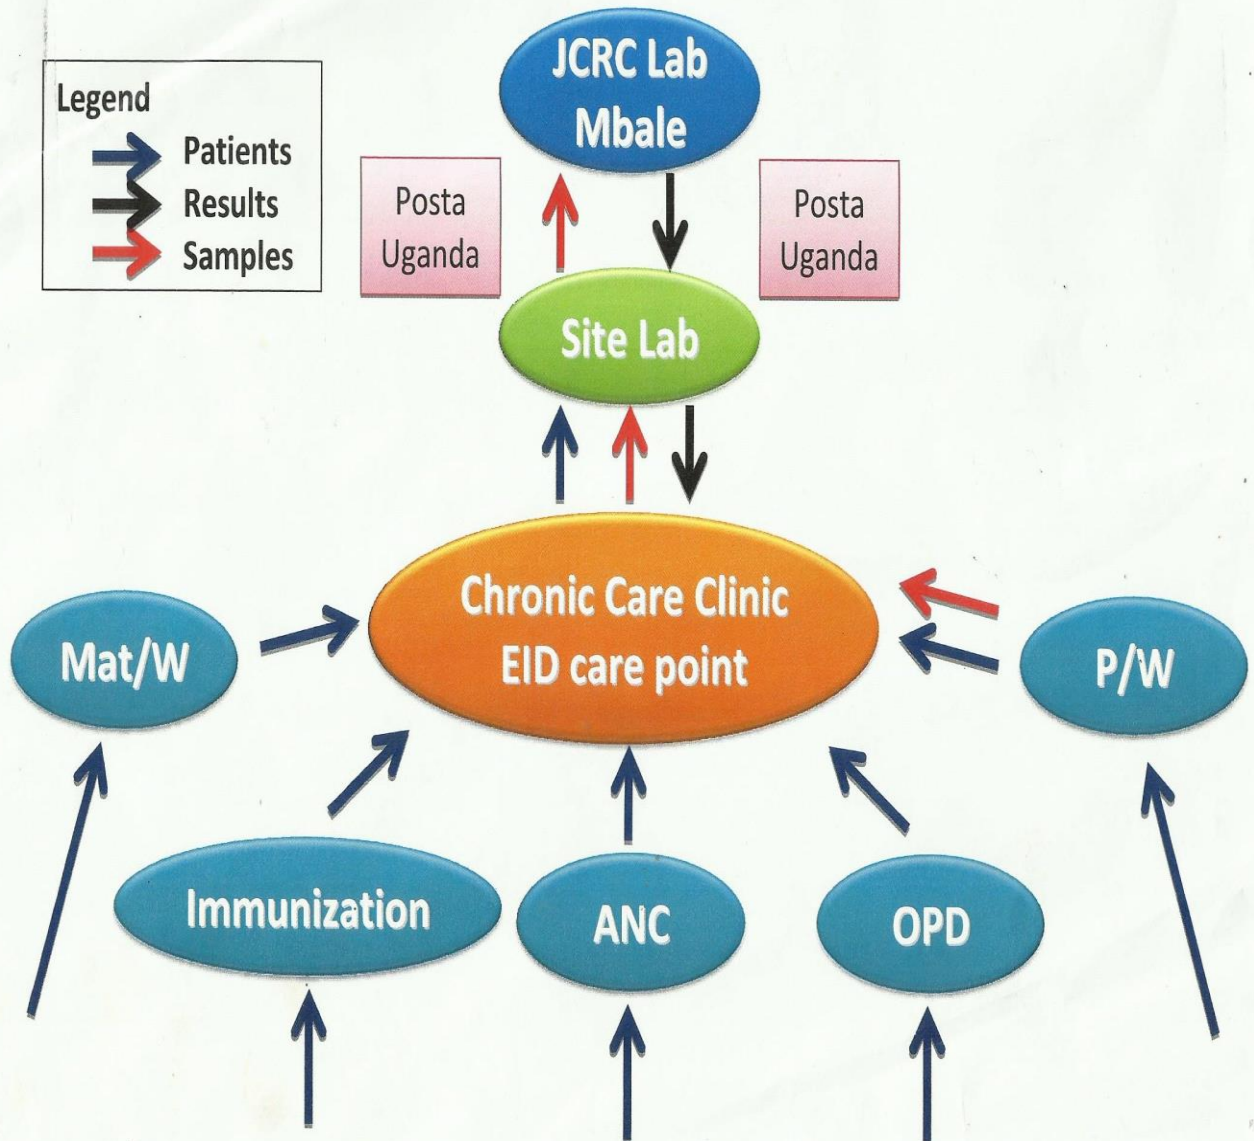 JCRC Lab
Mbale
Legend
Patients
Results
Samples
Posta
Uganda
Posta
Uganda
Site Lab
Chronic Care Clinic
EID care point
Mat/W
P/W
Immunization
ANC
OPD